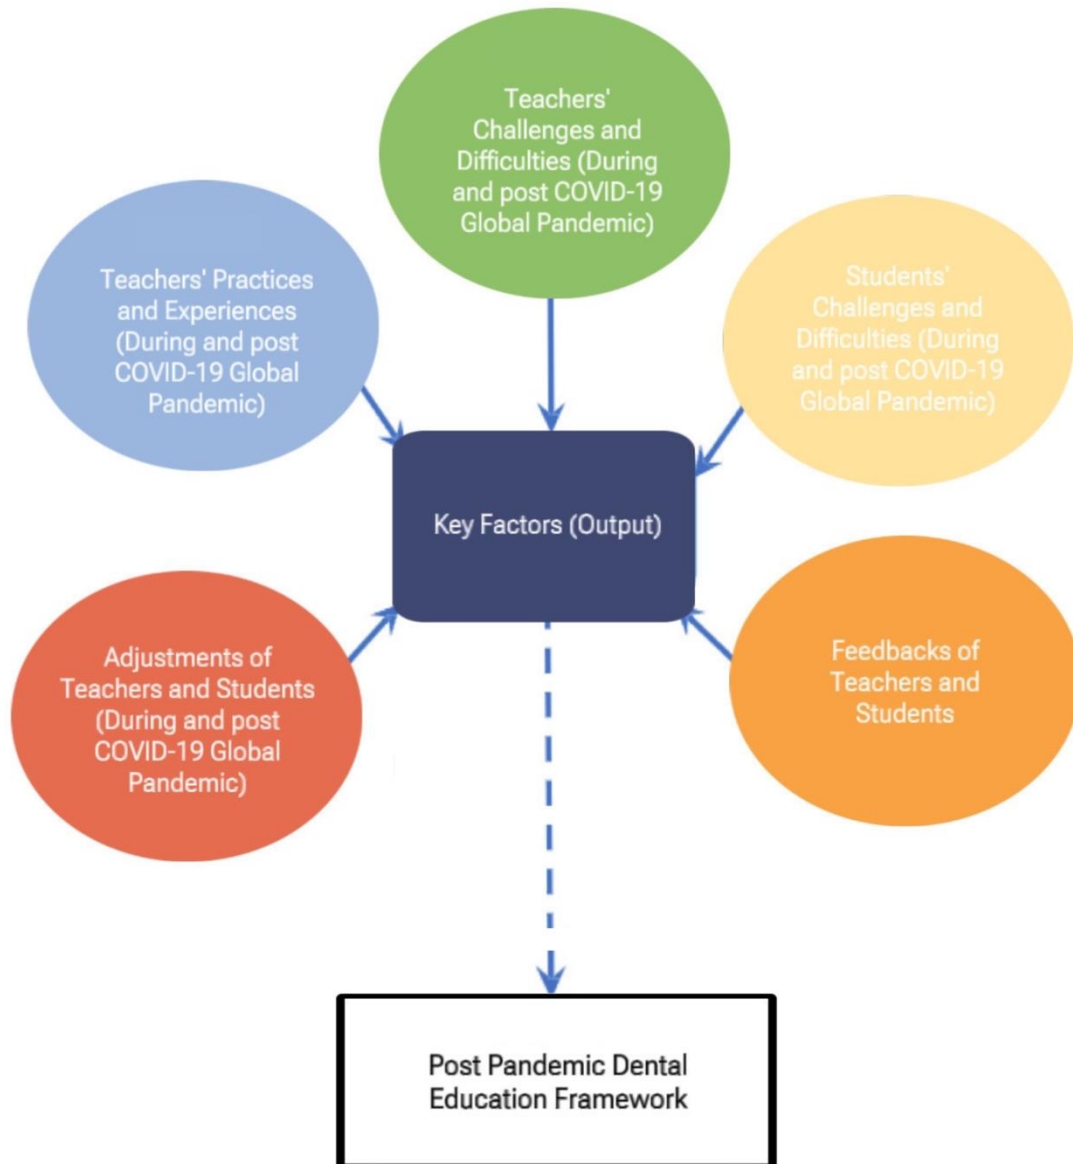 Teachers'
Challenges and
Difficulties (During
and post COVID-19
Global Pandemic)
Teachers' Practices
and Experiences
(During and post
COVID-19 Global
Pandemic)
Students'
Challenges and
Difficulties (During
and post COVID-19
Global Pandemic)
Key Factors (Output)
Adjustments of
Teachers and Students
(During and post
COVID-19 Global
Pandemic)
Feedbacks of
Teachers and
Students
Post Pandemic Dental
Education Framework